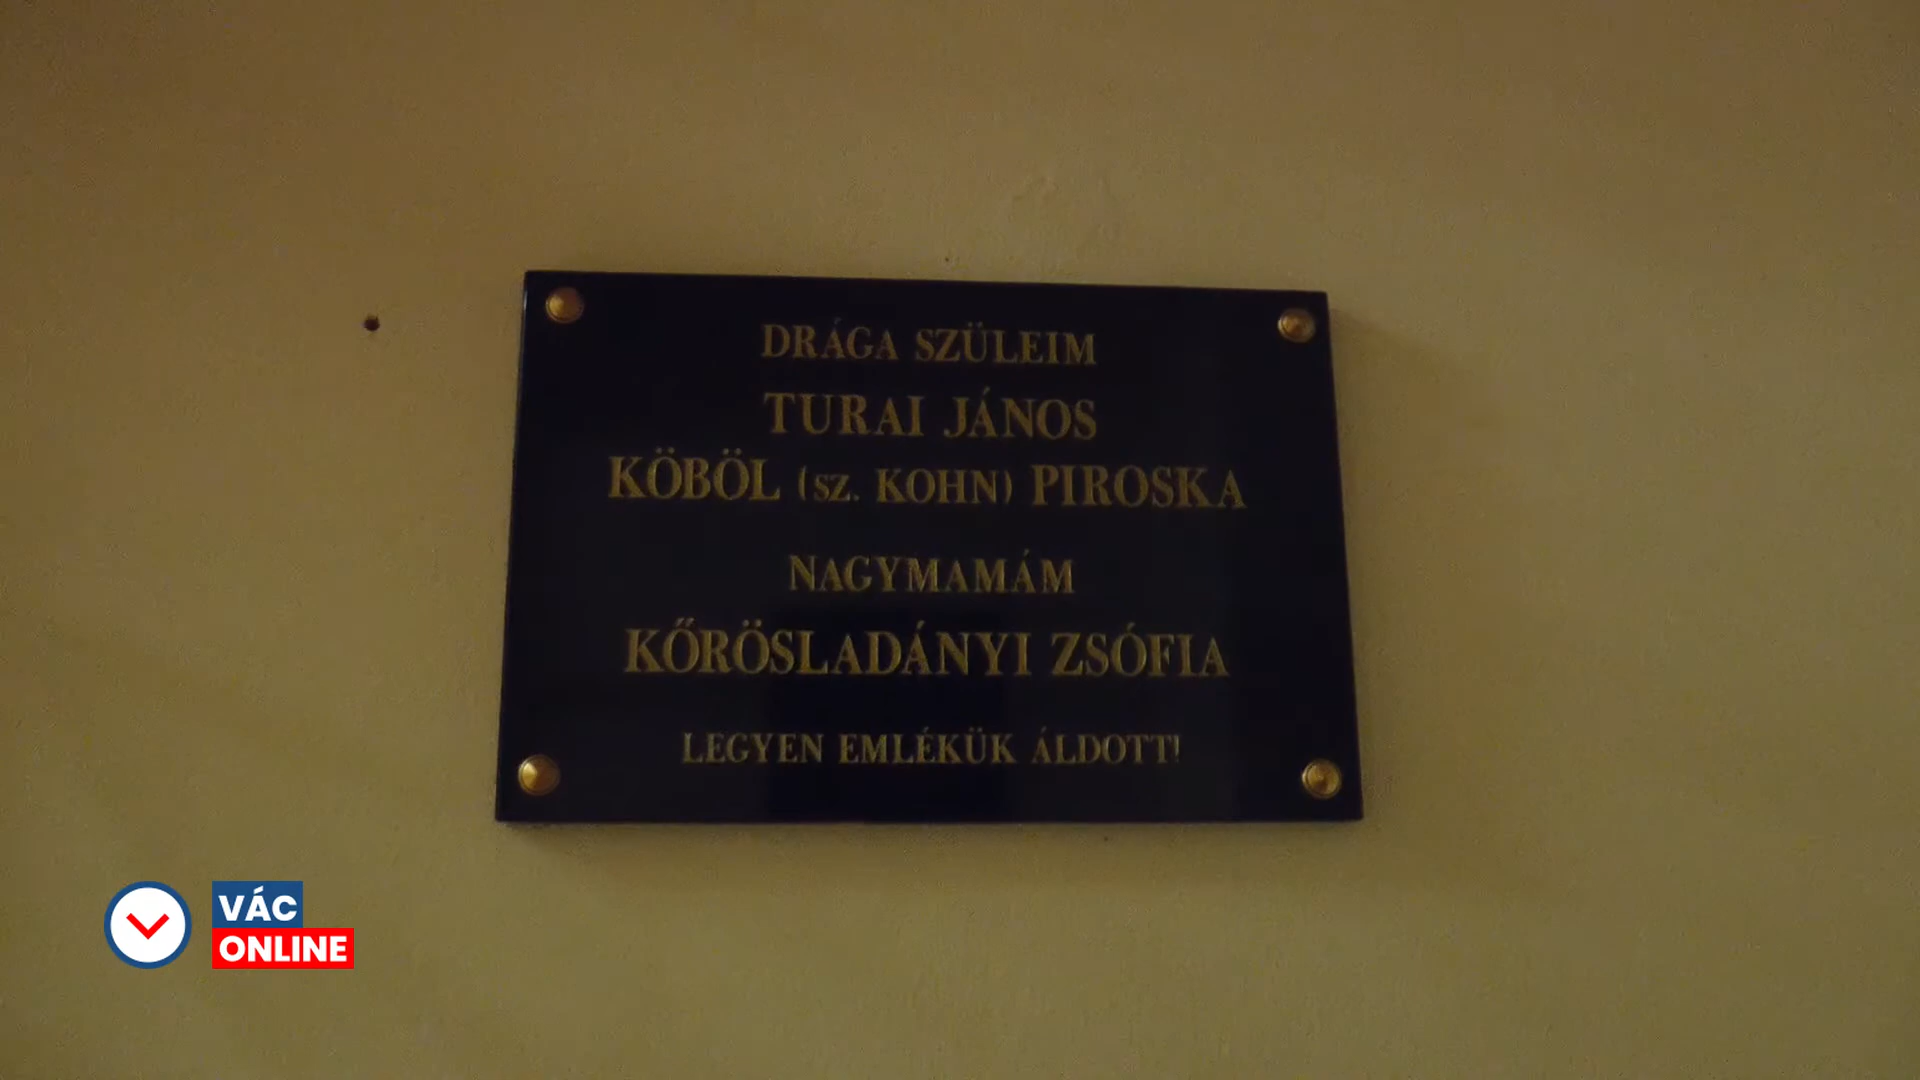 DRÁGA SZÜLEIM
TURAI JÁNOS
KÖBÖL (SZ. KOHN) PIROSKA
NAGYMAMÁM
KŐRÖSLADÁNYI ZSÓFIA
LEGYEN EMLÉKÜK ÁLDOTT!
VÁC
ONLINE